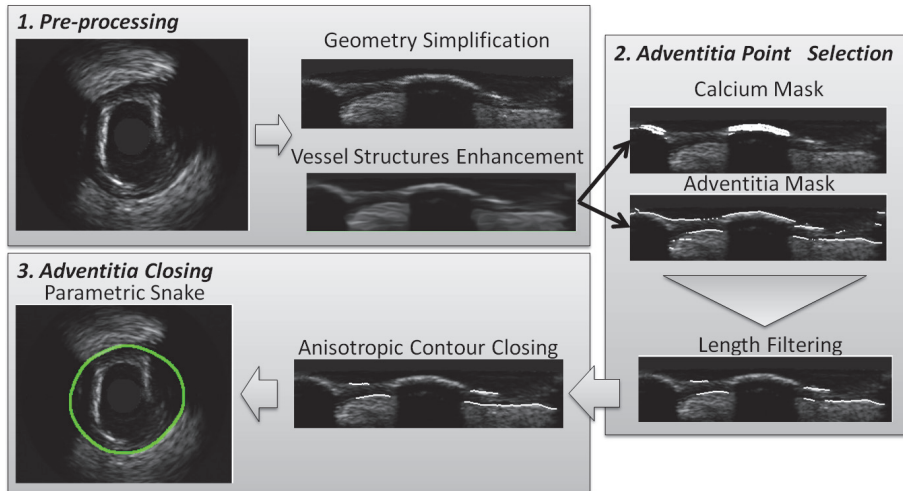 1. Pre-processing
Geometry Simplification
Vessel Structures Enhancement
2. Adventitia Point Selection
Calcium Mask
Adventitia Mask
Length Filtering
3. Adventitia Closing
Parametric Snake
Anisotropic Contour Closing